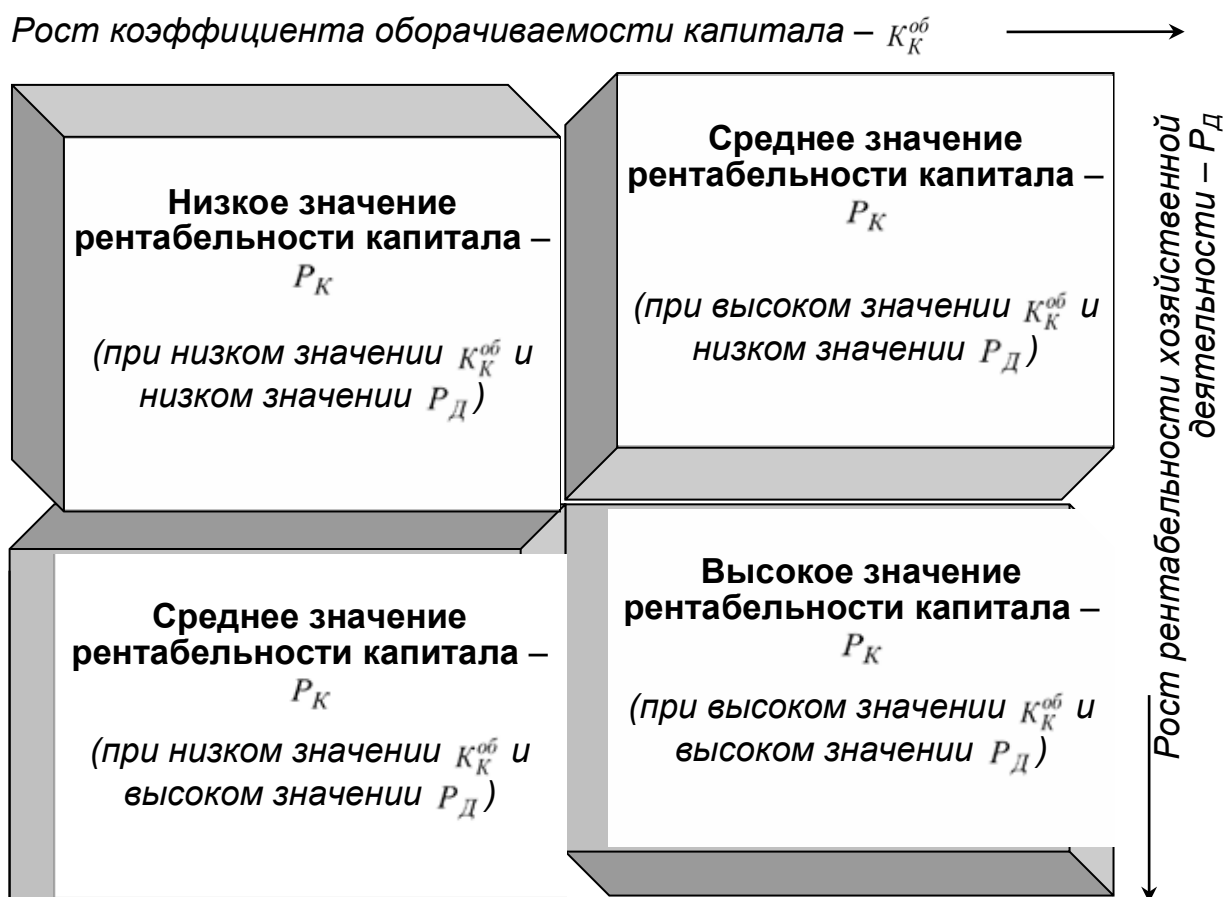 Рост коэффициента оборачиваемости капитала – K_K^об
Низкое значение
рентабельности капитала –
P_K
(при низком значении K_K^об и
низком значении P_Д)
Среднее значение
рентабельности капитала –
P_K
(при высоком значении K_K^об и
низком значении P_Д)
Среднее значение
рентабельности капитала –
P_K
(при низком значении K_K^об и
высоком значении P_Д)
Высокое значение
рентабельности капитала –
P_K
(при высоком значении K_K^об и
высоком значении P_Д)
Рост рентабельности хозяйственной
деятельности – P_Д